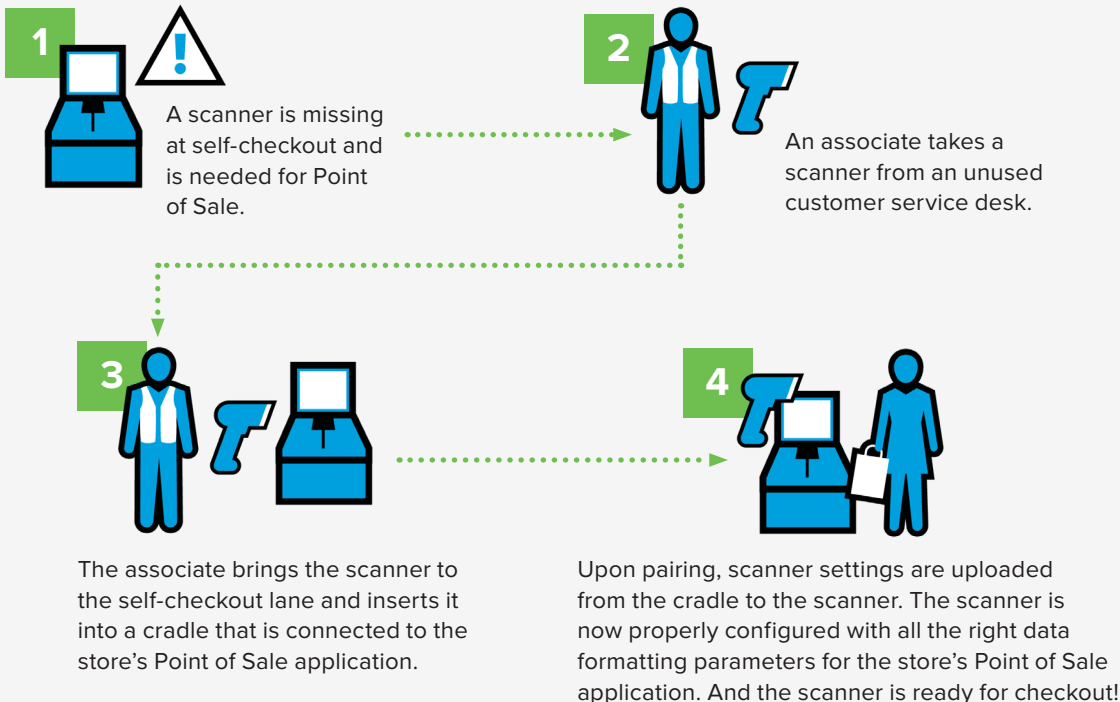 1
!
A scanner is missing
at self-checkout and
is needed for Point
of Sale.
2
An associate takes a
scanner from an unused
customer service desk.
3
The associate brings the scanner to
the self-checkout lane and inserts it
into a cradle that is connected to the
store’s Point of Sale application.
4
Upon pairing, scanner settings are uploaded
from the cradle to the scanner. The scanner is
now properly configured with all the right data
formatting parameters for the store’s Point of Sale
application. And the scanner is ready for checkout!